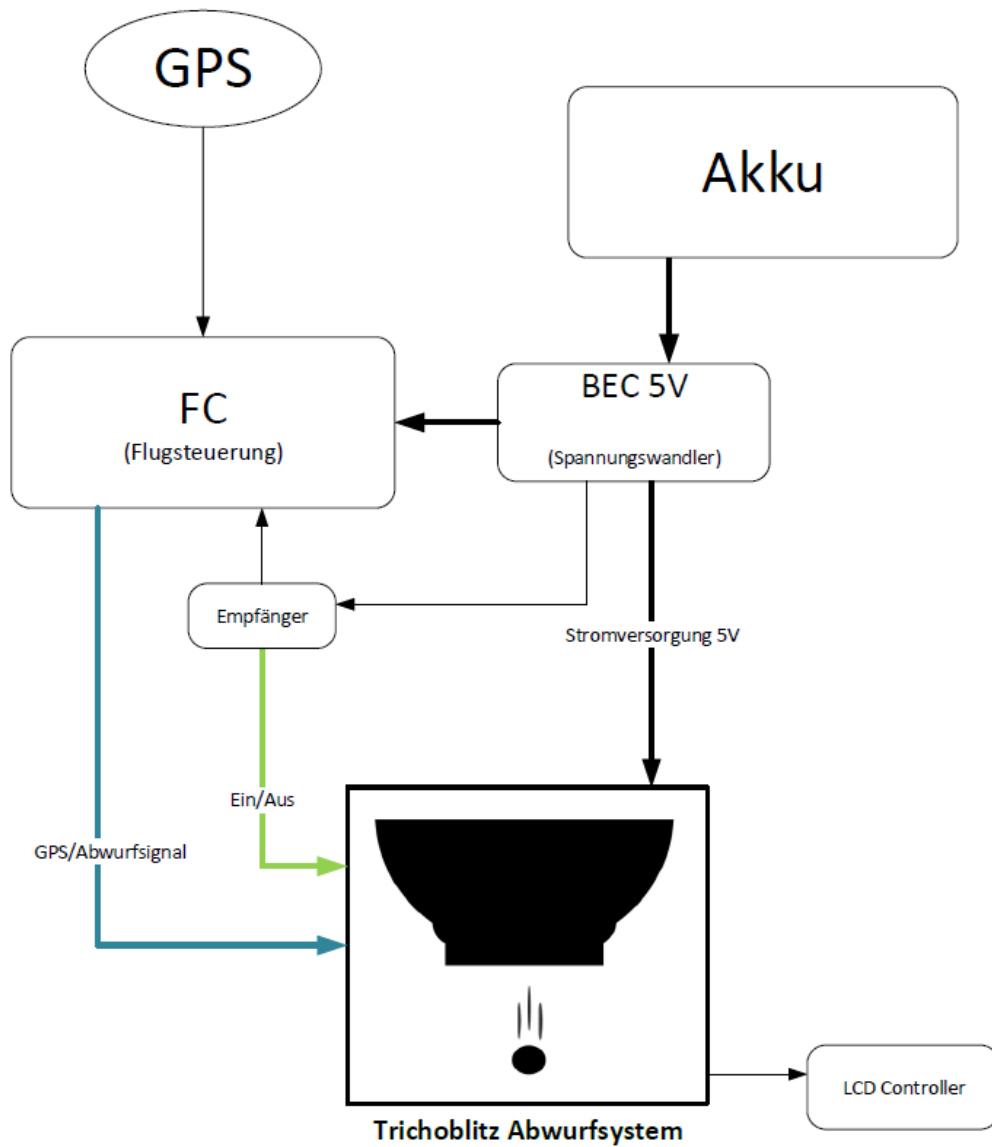 GPS
Akku
FC
(Flugsteuerung)
BEC 5V
(Spannungswandler)
Empfänger
Stromversorgung 5V
Ein/Aus
GPS/Abwurfsignal
LCD Controller
Trichoblitz Abwurfsystem